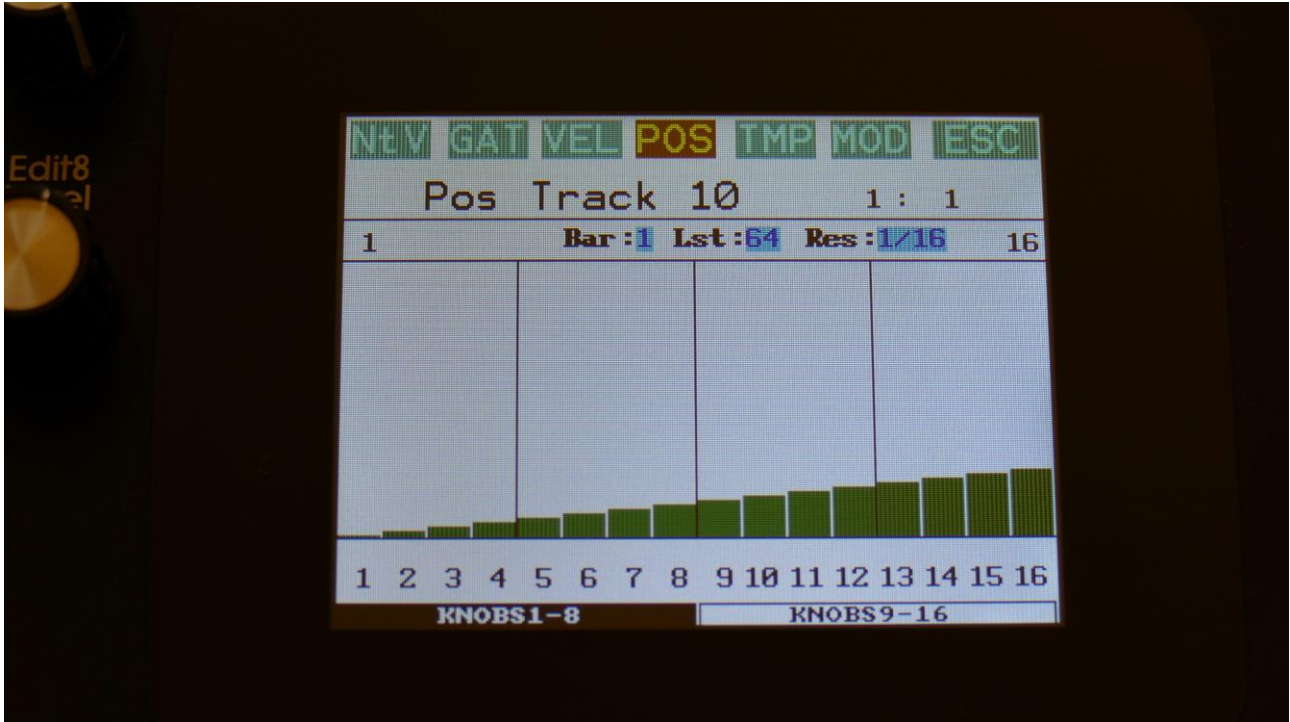 Edit8
el
NtV GAT VEL POS TMP MOD ESC
Pos Track 10 1: 1
1 Bar:1 Lst:64 Res:1/16 16
1 2 3 4 5 6 7 8 9 10 11 12 13 14 15 16
KNOBS1-8 KNOBS9-16